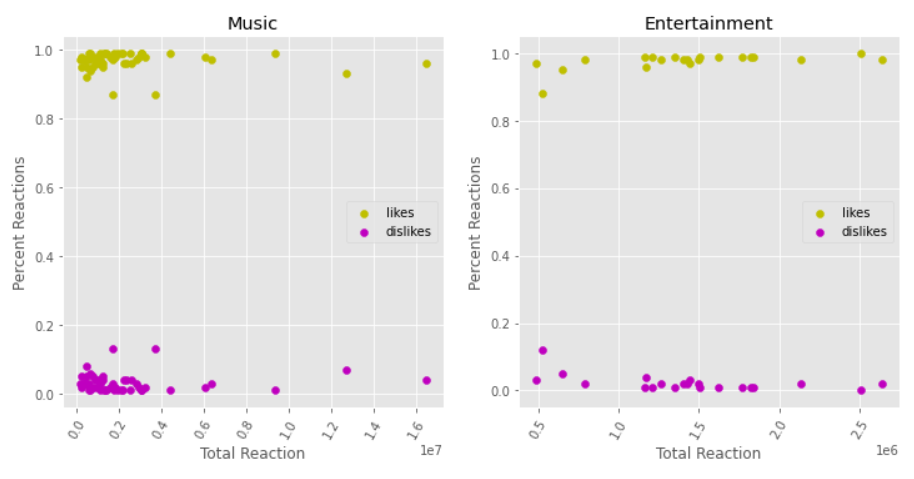 Music
Entertainment
Percent Reactions
1.0
0.8
0.6
0.4
0.2
0.0
likes
dislikes
0.0
0.2
0.4
0.6
0.8
1.0
1.2
1.4
1.6
1e7
Total Reaction
Percent Reactions
1.0
0.8
0.6
0.4
0.2
0.0
likes
dislikes
0.5
1.0
1.5
2.0
2.5
1e6
Total Reaction